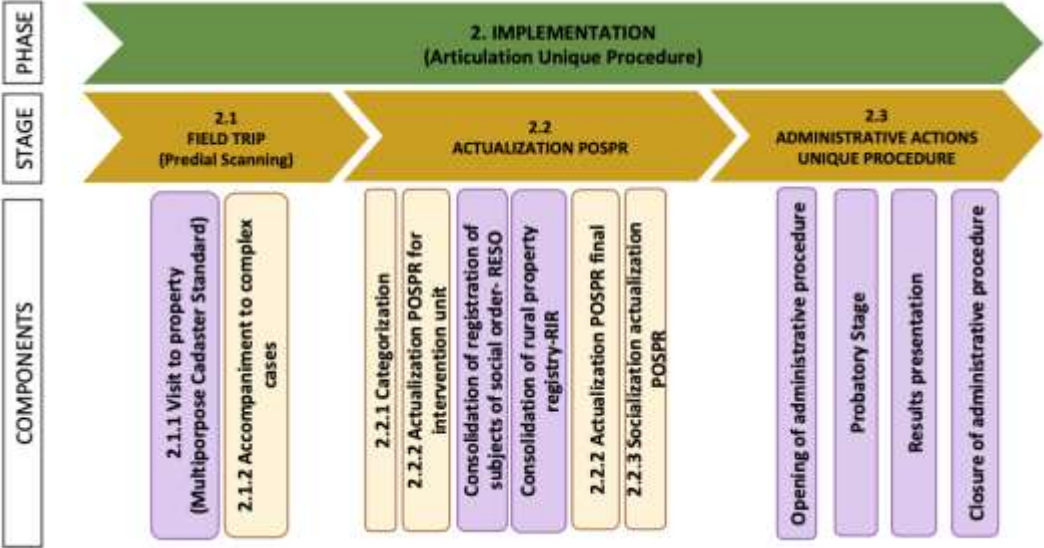 PHASE
2. IMPLEMENTATION
(Articulation Unique Procedure)
STAGE
2.1
FIELD TRIP
(Predial Scanning)
2.2
ACTUALIZATION POSPR
2.3
ADMINISTRATIVE ACTIONS
UNIQUE PROCEDURE
COMPONENTS
2.1.1 Visit to property
(Multiporpose Cadaster Standard)
2.1.2 Accompaniment to complex
cases
2.2.1 Categorization
2.2.2 Actualization POSPR for
intervention unit
Consolidation of registration of
subjects of social order- RESO
Consolidation of rural property
registry-RIR
2.2.2 Actualization POSPR final
2.2.3 Socialization actualization
POSPR
Opening of administrative procedure
Probatory Stage
Results presentation
Closure of administrative procedure